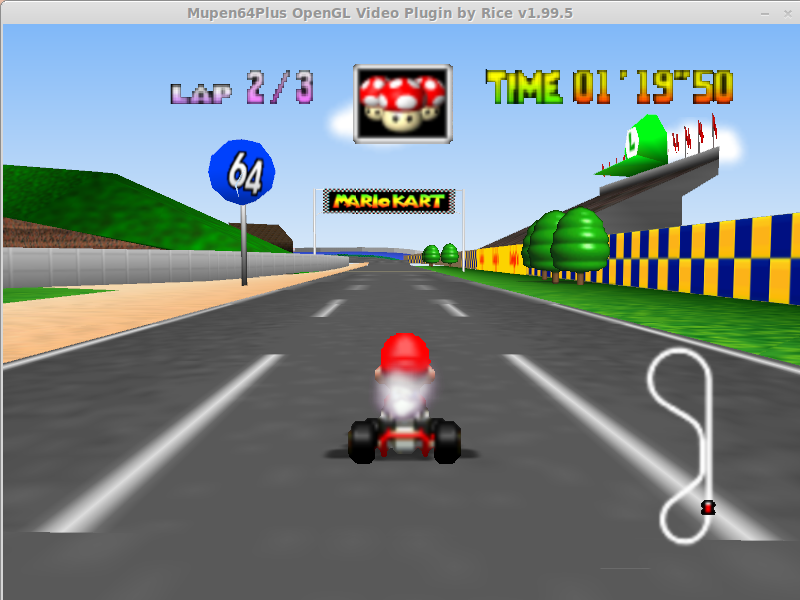 Mupen64Plus OpenGL Video Plugin by Rice v1.99.5
LAP 2/3
TIME 01'19"50
64
L
MARIO KART